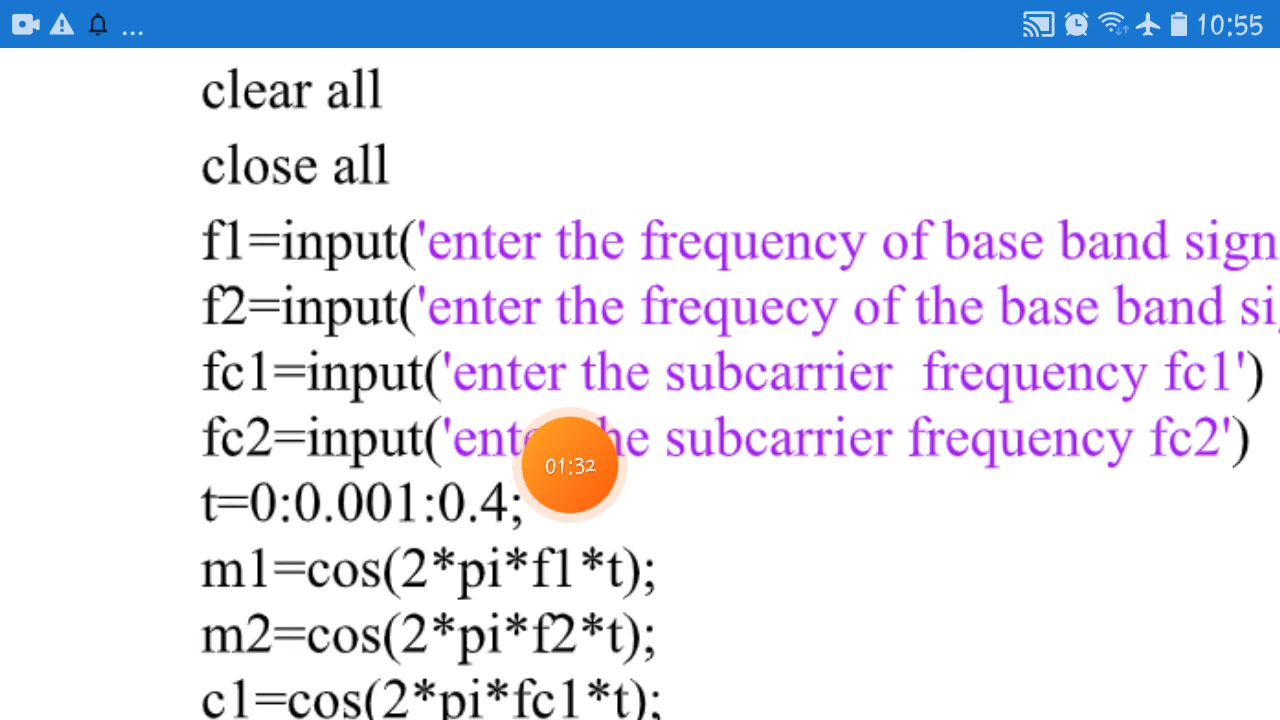 ... 10:55
clear all
close all
f1=input('enter the frequency of base band sign
f2=input('enter the frequecy of the base band si
fc1=input('enter the subcarrier  frequency fc1')
fc2=input('ente he subcarrier frequency fc2')
01:32
t=0:0.001:0.4;
m1=cos(2*pi*f1*t);
m2=cos(2*pi*f2*t);
c1=cos(2*pi*fc1*t);